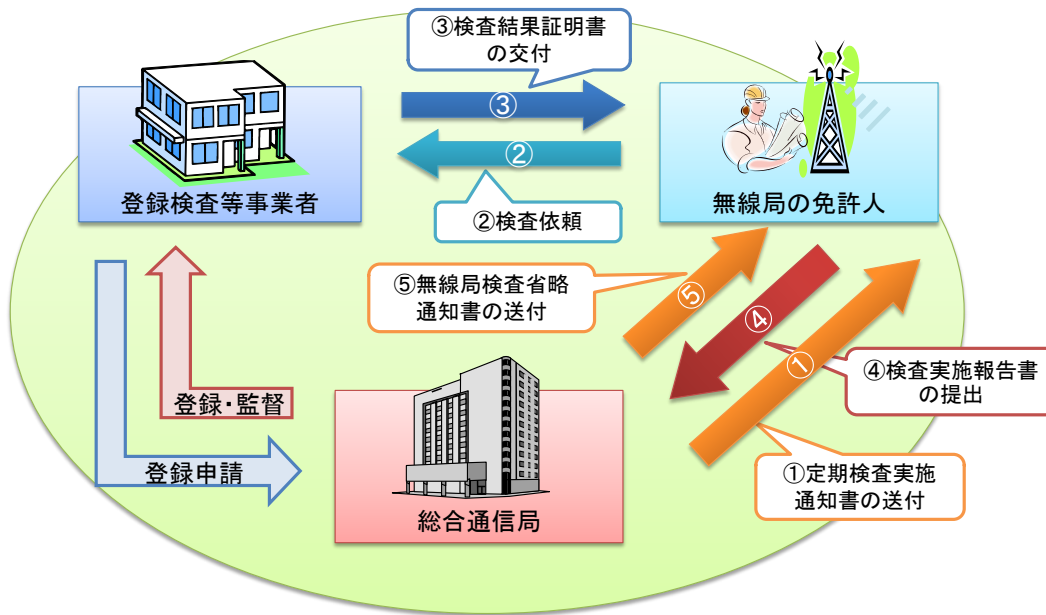 ③検査結果証明書
の交付
③
②
登録検査等事業者
無線局の免許人
②検査依頼
⑤無線局検査省略
通知書の送付
⑤
④
①
④検査実施報告書
の提出
登録・監督
登録申請
①定期検査実施
通知書の送付
総合通信局